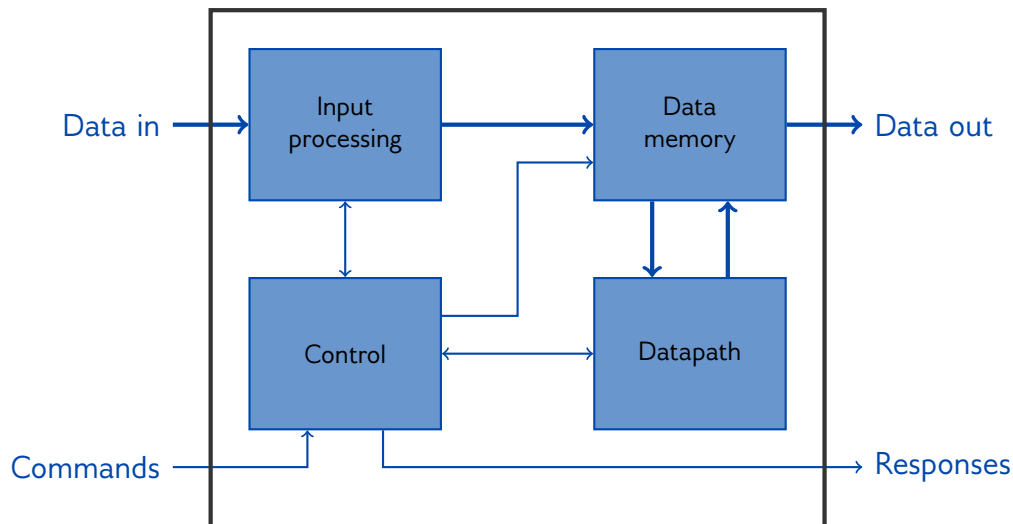 Data in
Input
processing
Data
memory
Data out
Control
Datapath
Commands
Responses